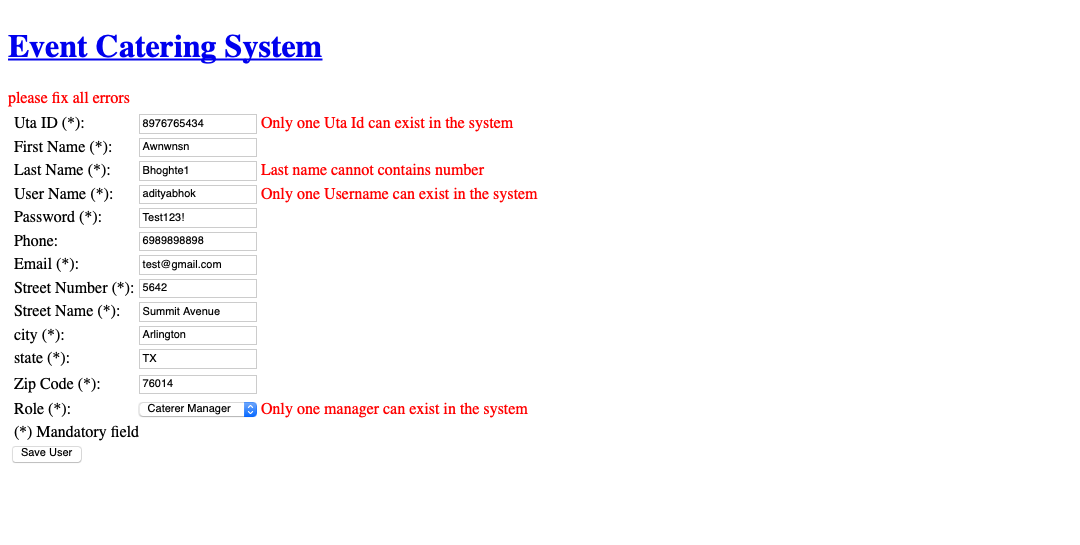 Event Catering System
please fix all errors
Uta ID (*): 8976765434 Only one Uta Id can exist in the system
First Name (*): Awnwnsn
Last Name (*): Bhoghte1 Last name cannot contains number
User Name (*): adityabhok Only one Username can exist in the system
Password (*): Test123!
Phone: 6989898898
Email (*): test@gmail.com
Street Number (*): 5642
Street Name (*): Summit Avenue
city (*): Arlington
state (*): TX
Zip Code (*): 76014
Role (*): Caterer Manager Only one manager can exist in the system
(*) Mandatory field
Save User